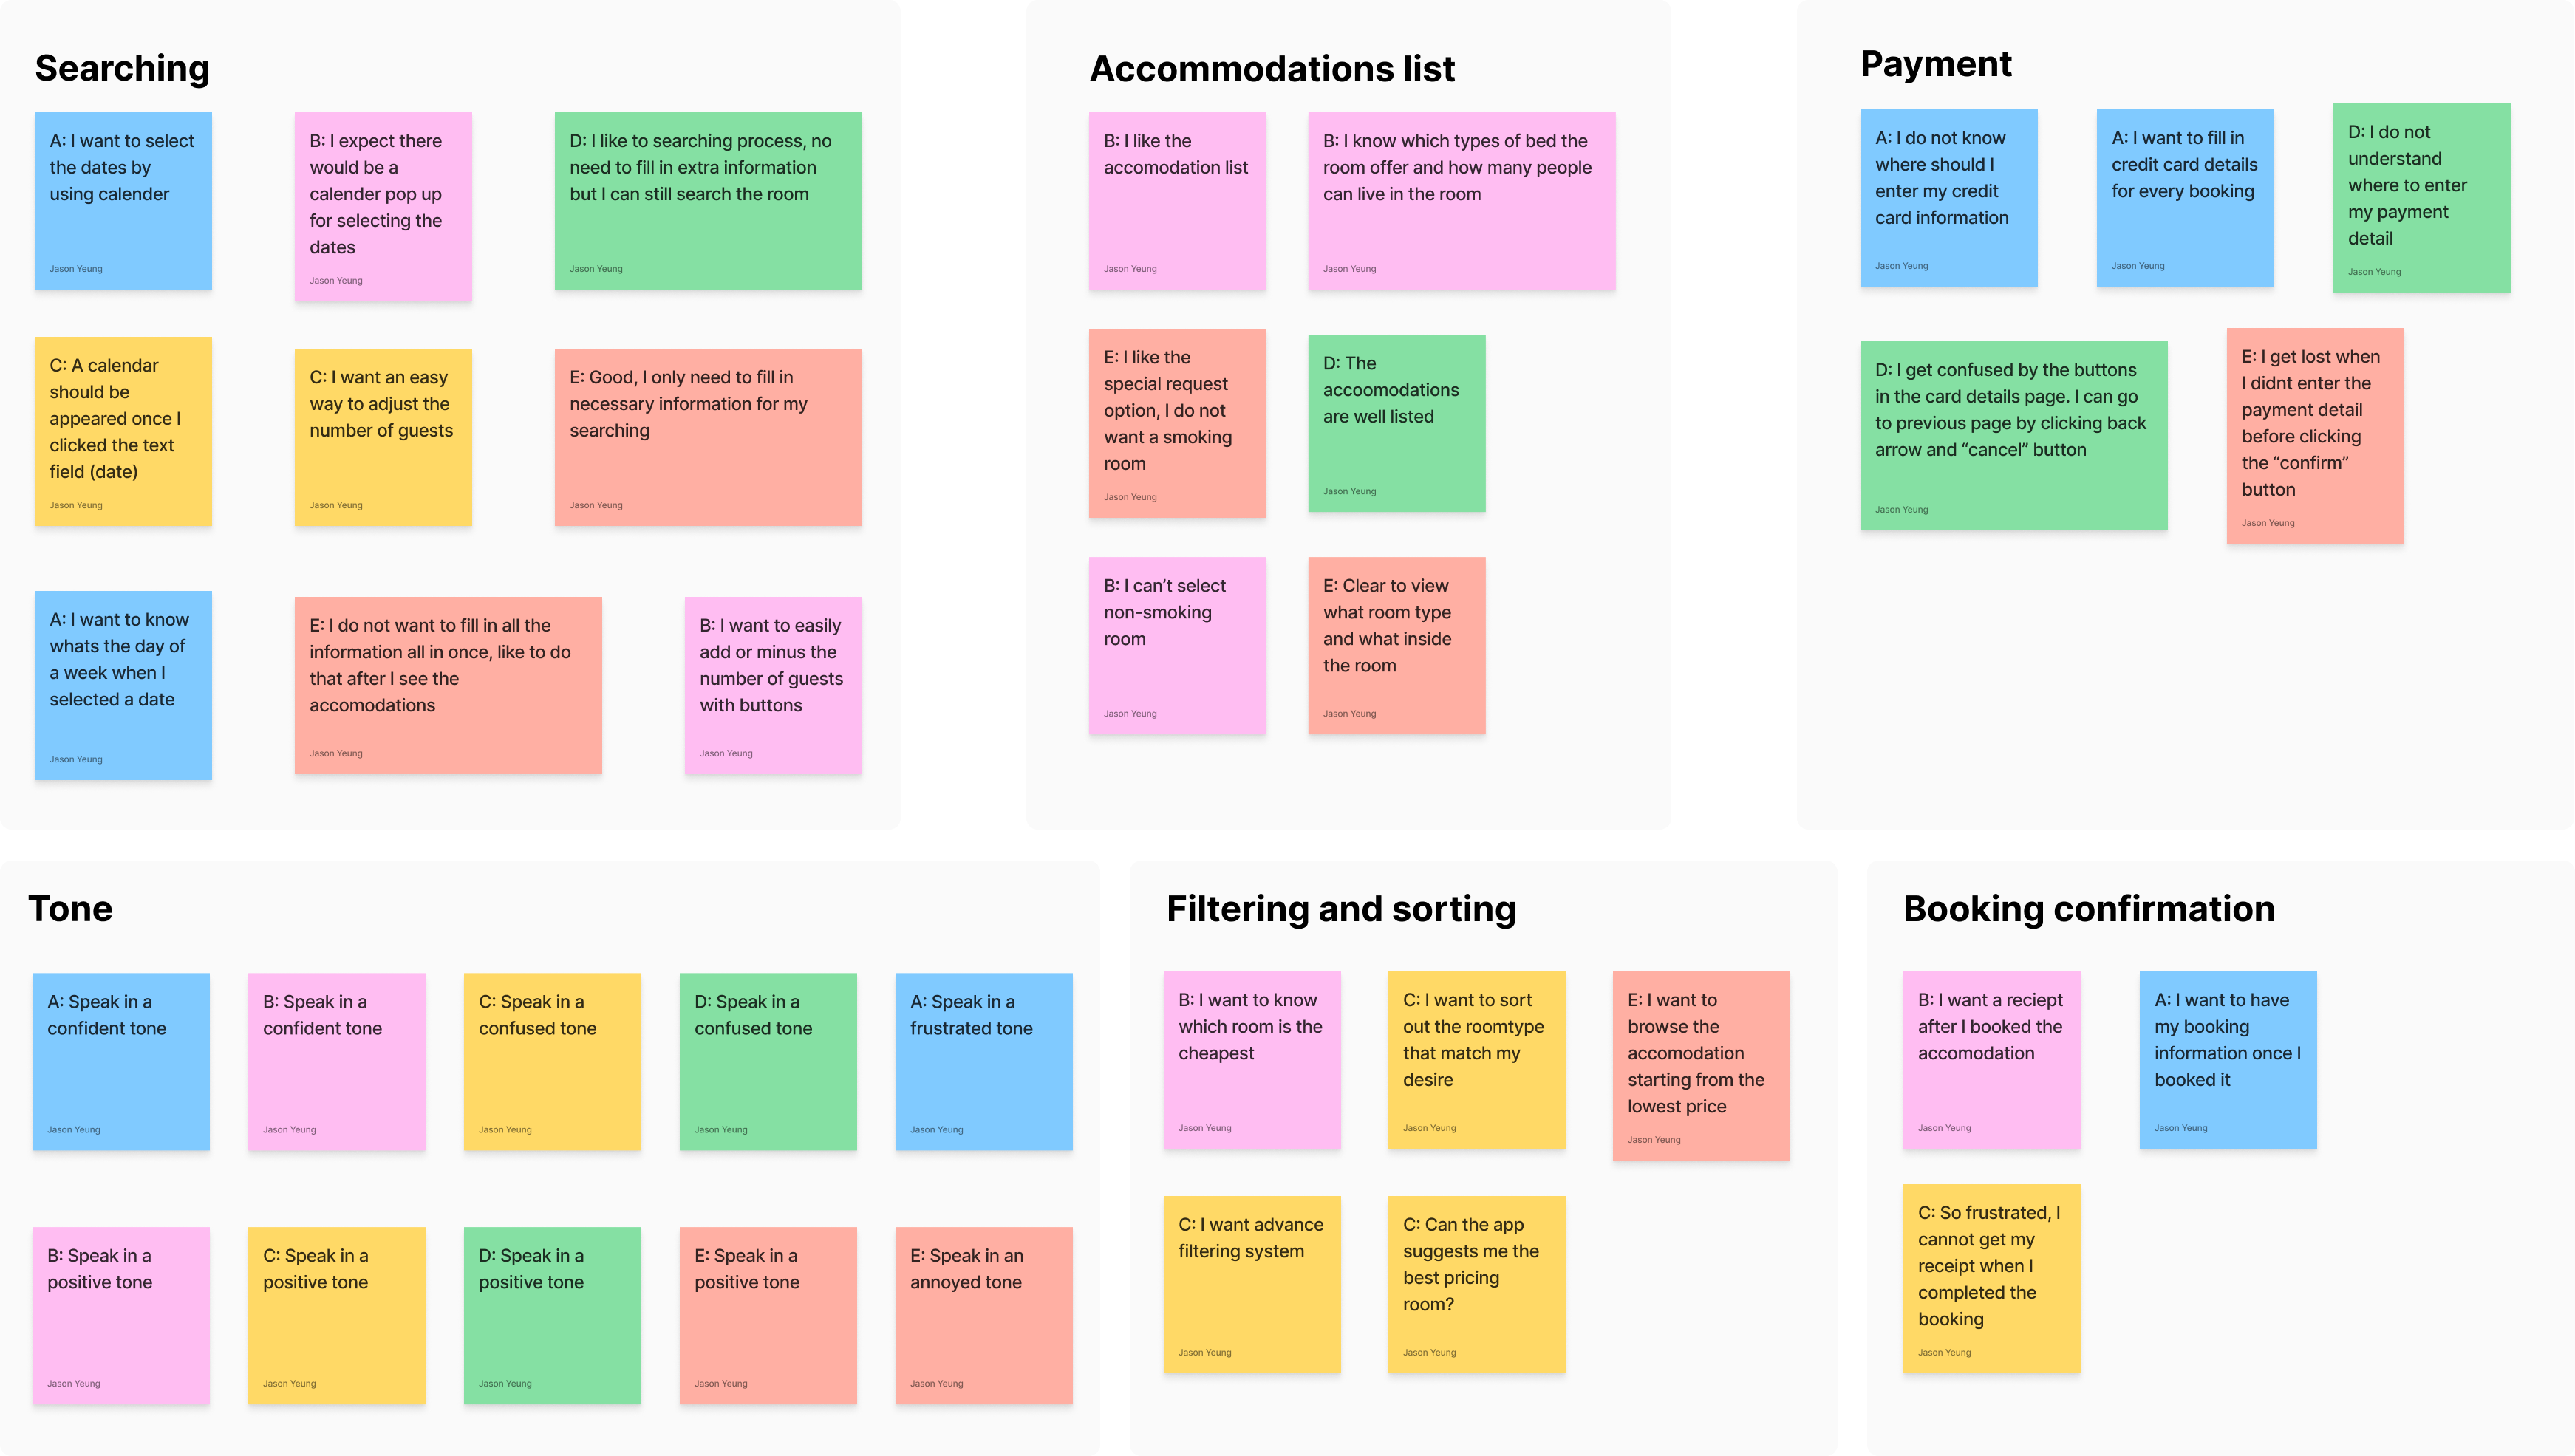 Searching
A: I want to select
the dates by
using calender
Jason Yeung
B: I expect there
would be a
calender pop up
for selecting the
dates
Jason Yeung
D: I like to searching process, no
need to fill in extra information
but I can still search the room
Jason Yeung
C: A calendar
should be
appeared once I
clicked the text
field (date)
Jason Yeung
C: I want an easy
way to adjust the
number of guests
Jason Yeung
E: Good, I only need to fill in
necessary information for my
searching
Jason Yeung
A: I want to know
whats the day of
a week when I
selected a date
Jason Yeung
E: I do not want to fill in all the
information all in once, like to do
that after I see the
accomodations
Jason Yeung
B: I want to easily
add or minus the
number of guests
with buttons
Jason Yeung
Accommodations list
B: I like the
accomodation list
Jason Yeung
B: I know which types of bed the
room offer and how many people
can live in the room
Jason Yeung
E: I like the
special request
option, I do not
want a smoking
room
Jason Yeung
D: The
accoomodations
are well listed
Jason Yeung
B: I can’t select
non-smoking
room
Jason Yeung
E: Clear to view
what room type
and what inside
the room
Jason Yeung
Payment
A: I do not know
where should I
enter my credit
card information
Jason Yeung
A: I want to fill in
credit card details
for every booking
Jason Yeung
D: I do not
understand
where to enter
my payment
detail
Jason Yeung
D: I get confused by the buttons
in the card details page. I can go
to previous page by clicking back
arrow and “cancel” button
Jason Yeung
E: I get lost when
I didnt enter the
payment detail
before clicking
the “confirm”
button
Jason Yeung
Tone
A: Speak in a
confident tone
Jason Yeung
B: Speak in a
confident tone
Jason Yeung
C: Speak in a
confused tone
Jason Yeung
D: Speak in a
confused tone
Jason Yeung
A: Speak in a
frustrated tone
Jason Yeung
B: Speak in a
positive tone
Jason Yeung
C: Speak in a
positive tone
Jason Yeung
D: Speak in a
positive tone
Jason Yeung
E: Speak in a
positive tone
Jason Yeung
E: Speak in an
annoyed tone
Jason Yeung
Filtering and sorting
B: I want to know
which room is the
cheapest
Jason Yeung
C: I want to sort
out the roomtype
that match my
desire
Jason Yeung
E: I want to
browse the
accomodation
starting from the
lowest price
Jason Yeung
C: I want advance
filtering system
Jason Yeung
C: Can the app
suggests me the
best pricing
room?
Jason Yeung
Booking confirmation
B: I want a reciept
after I booked the
accomodation
Jason Yeung
A: I want to have
my booking
information once I
booked it
Jason Yeung
C: So frustrated, I
cannot get my
receipt when I
completed the
booking
Jason Yeung